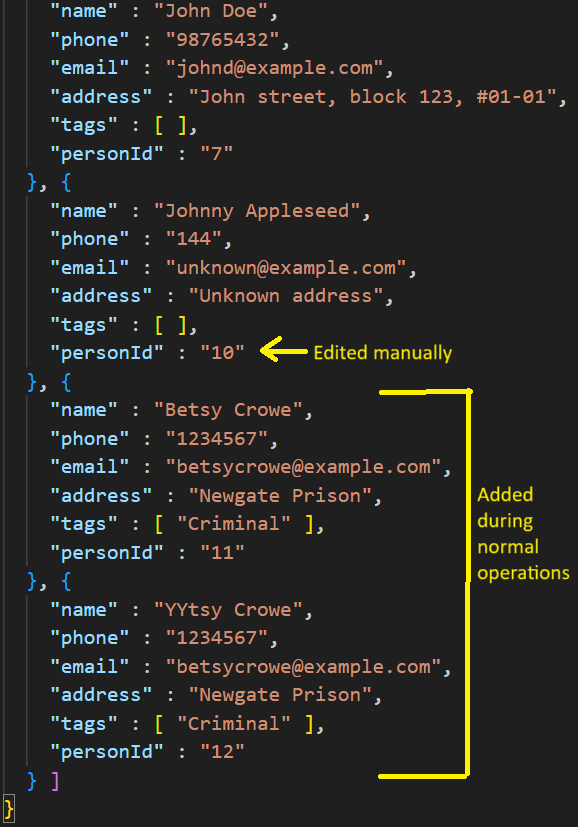 "name" : "John Doe",
"phone" : "98765432",
"email" : "johnd@example.com",
"address" : "John street, block 123, #01-01",
"tags" : [ ],
"personId" : "7"
}, {
"name" : "Johnny Appleseed",
"phone" : "144",
"email" : "unknown@example.com",
"address" : "Unknown address",
"tags" : [ ],
"personId" : "10"
Edited manually
}, {
"name" : "Betsy Crowe",
"phone" : "1234567",
"email" : "betsycrowe@example.com",
"address" : "Newgate Prison",
"tags" : [ "Criminal" ],
"personId" : "11"
}, {
"name" : "YYtsy Crowe",
"phone" : "1234567",
"email" : "betsycrowe@example.com",
"address" : "Newgate Prison",
"tags" : [ "Criminal" ],
"personId" : "12"
} ]
}
Added
during
normal
operations